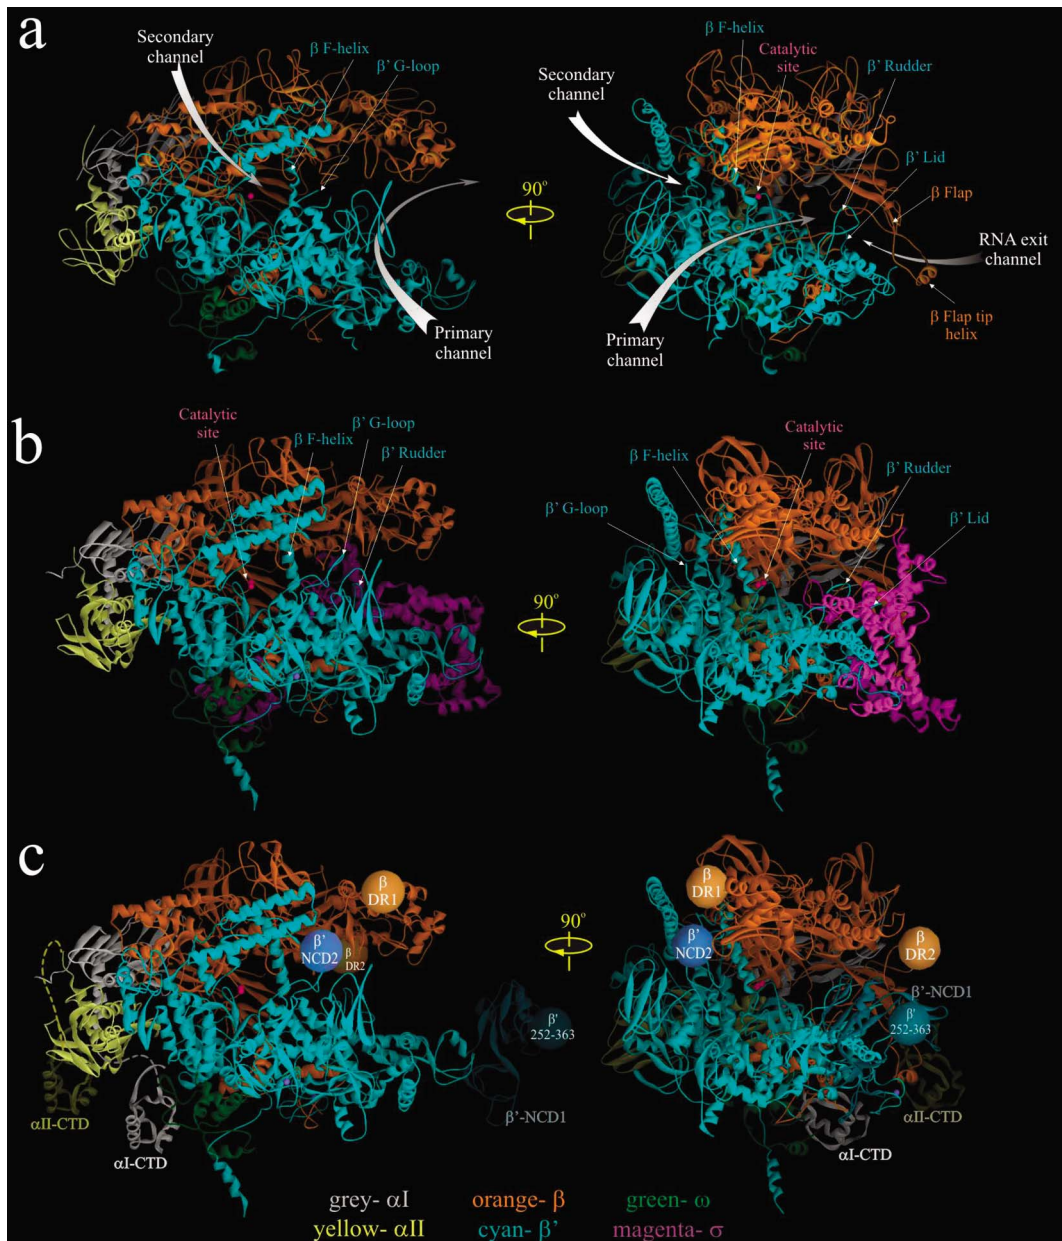 a
Secondary
channel
β F-helix
β' G-loop
Primary
channel
90°
β F-helix
Catalytic
site
β' Rudder
Secondary
channel
β' Lid
β Flap
RNA exit
channel
Primary
channel
β Flap tip
helix
b
Catalytic
site
β F-helix
β' G-loop
β' Rudder
90°
β' G-loop
β F-helix
Catalytic
site
β' Rudder
β' Lid
c
β
DR1
β'
NCD2
β
DR2
β'
252-363
β'-NCD1
αII-CTD
αI-CTD
90°
β
DR1
β'
NCD2
β
DR2
β'-NCD1
β'
252-363
αII-CTD
αI-CTD
grey- αI orange- β green- ω
yellow- αII cyan- β' magenta- σ